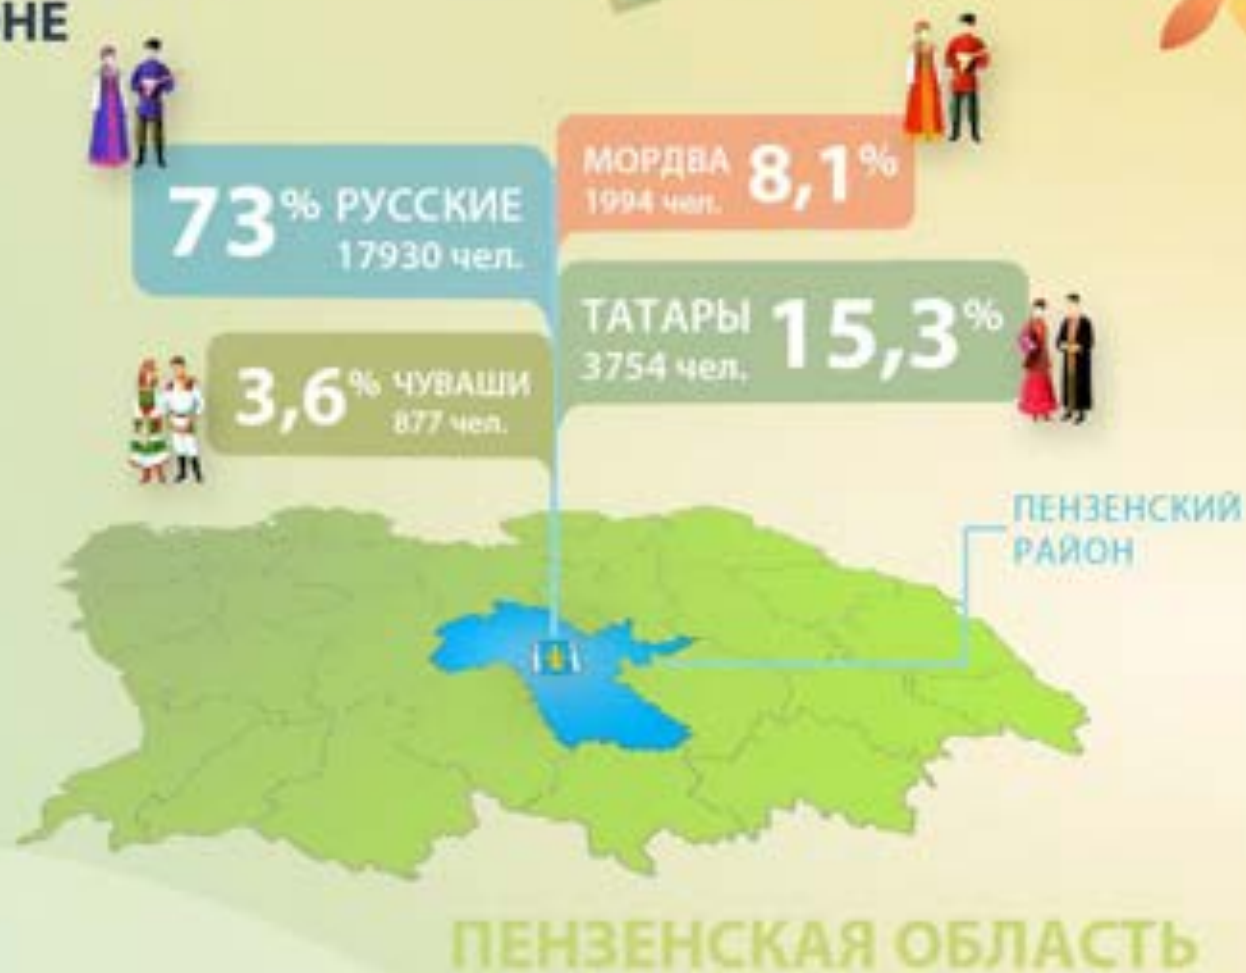 НЕ
73% РУССКИЕ
17930 чел.
МОРДВА 8,1%
1994 чел.
ТАТАРЫ 15,3%
3754 чел.
3,6% ЧУВАШИ
877 чел.
ПЕНЗЕНСКИЙ
РАЙОН
ПЕНЗЕНСКАЯ ОБЛАСТЬ